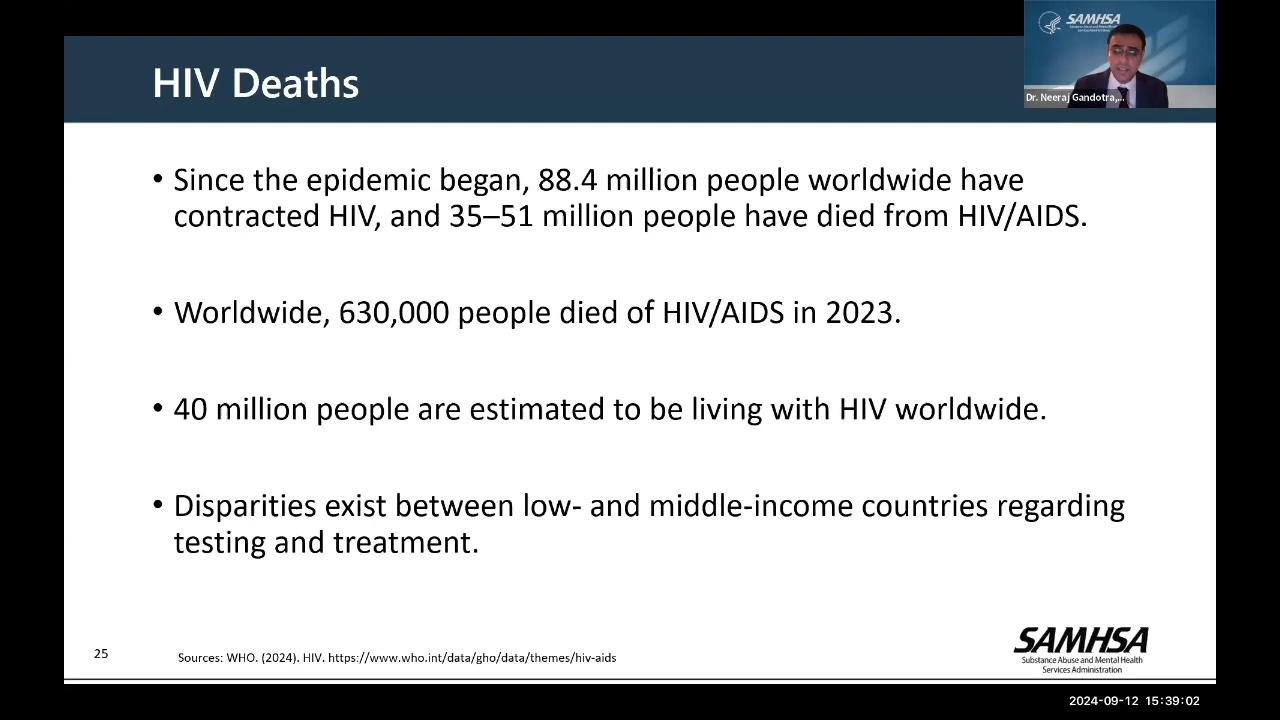 SAMHSA
Dr. Neeraj Gandotra,...
HIV Deaths
• Since the epidemic began, 88.4 million people worldwide have
contracted HIV, and 35–51 million people have died from HIV/AIDS.
• Worldwide, 630,000 people died of HIV/AIDS in 2023.
• 40 million people are estimated to be living with HIV worldwide.
• Disparities exist between low- and middle-income countries regarding
testing and treatment.
25
Sources: WHO. (2024). HIV. https://www.who.int/data/gho/data/themes/hiv-aids
SAMHSA
Substance Abuse and Mental Health
Services Administration
2024-09-12 15:39:02